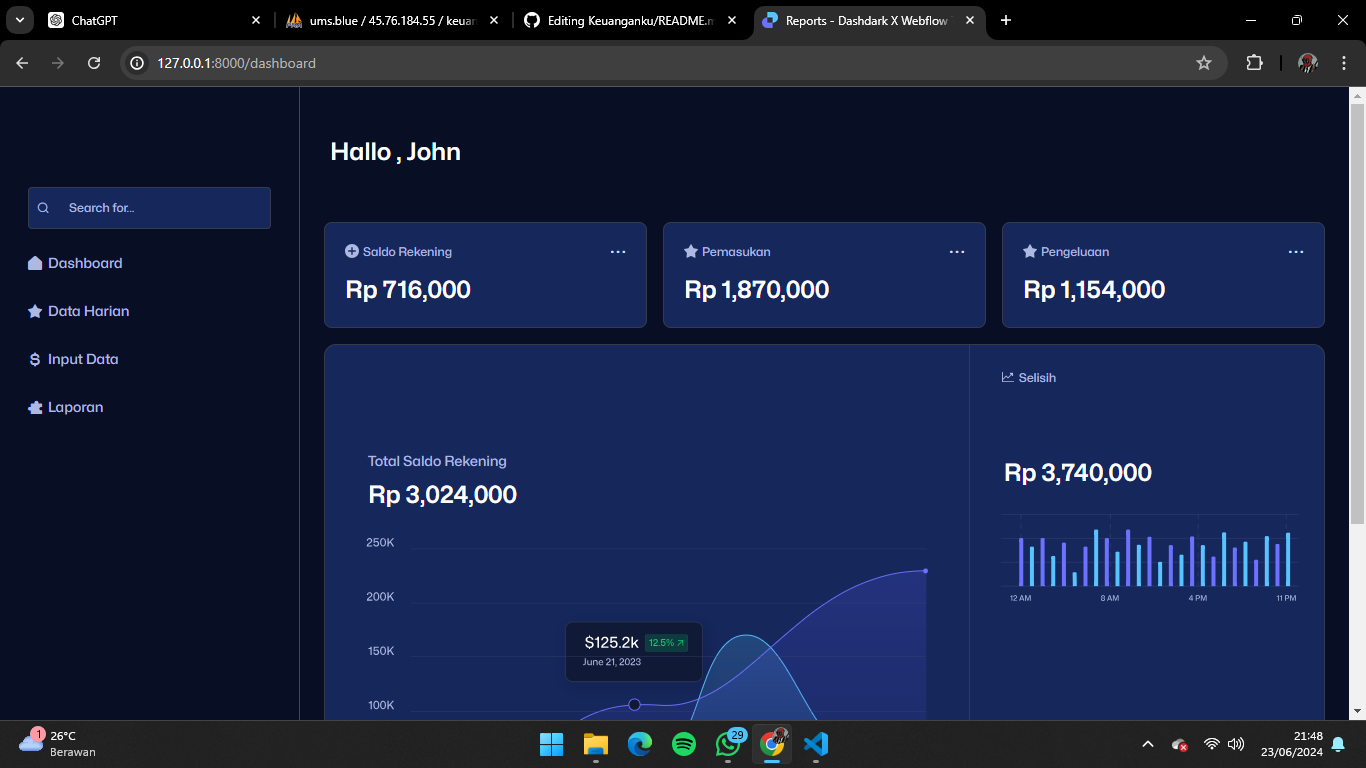 ChatGPT
ums.blue / 45.76.184.55 / keuan
Editing Keuanganku/README.m
Reports - Dashdark X Webflow
127.0.0.1:8000/dashboard
Hallo , John
Search for...
Dashboard
Data Harian
Input Data
Laporan
Saldo Rekening
Rp 716,000
Pemasukan
Rp 1,870,000
Pengeluaan
Rp 1,154,000
Total Saldo Rekening
Rp 3,024,000
250K
200K
150K
100K
$125.2k 12.5%
June 21, 2023
Selisih
Rp 3,740,000
12 AM 8 AM 4 PM 11 PM
1
26°C
Berawan
29
21:48
23/06/2024